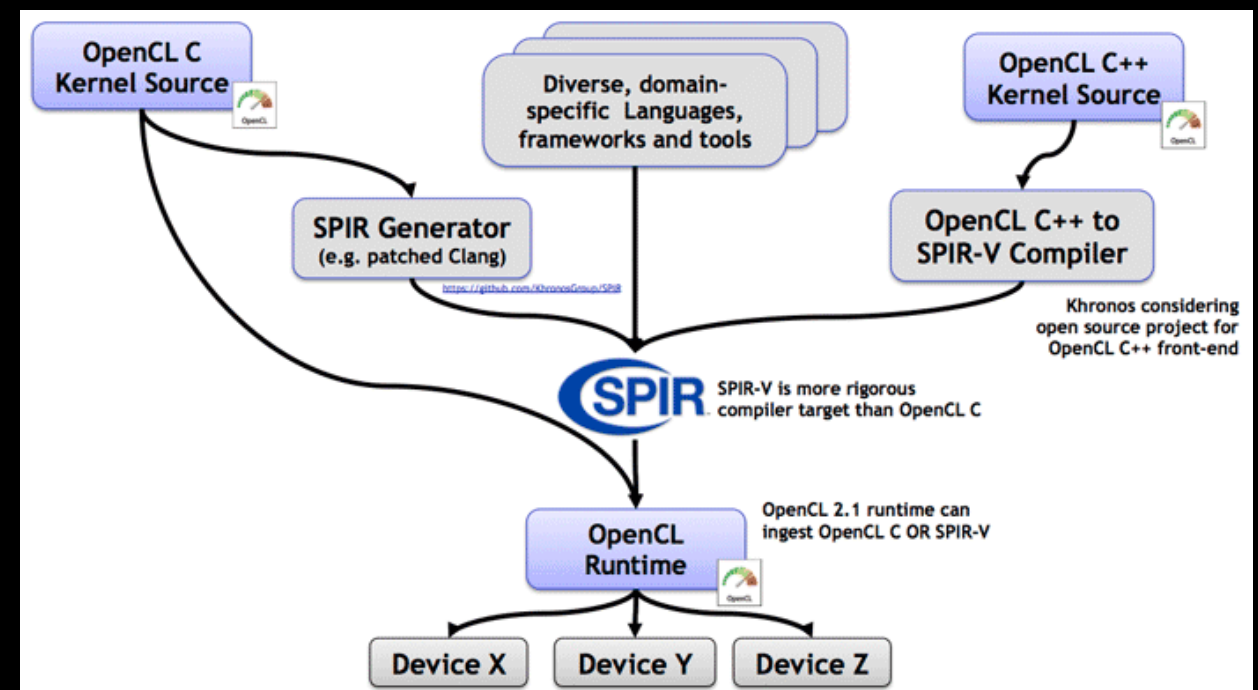 OpenCL C
Kernel Source
OpenCL
Diverse, domain-
specific Languages,
frameworks and tools
OpenCL C++
Kernel Source
OpenCL
SPIR Generator
(e.g. patched Clang)
https://github.com/KhronosGroup/SPIR
OpenCL C++ to
SPIR-V Compiler
Khronos considering
open source project for
OpenCL C++ front-end
SPIR
SPIR-V is more rigorous
compiler target than OpenCL C
OpenCL
Runtime
OpenCL
OpenCL 2.1 runtime can
ingest OpenCL C OR SPIR-V
Device X
Device Y
Device Z